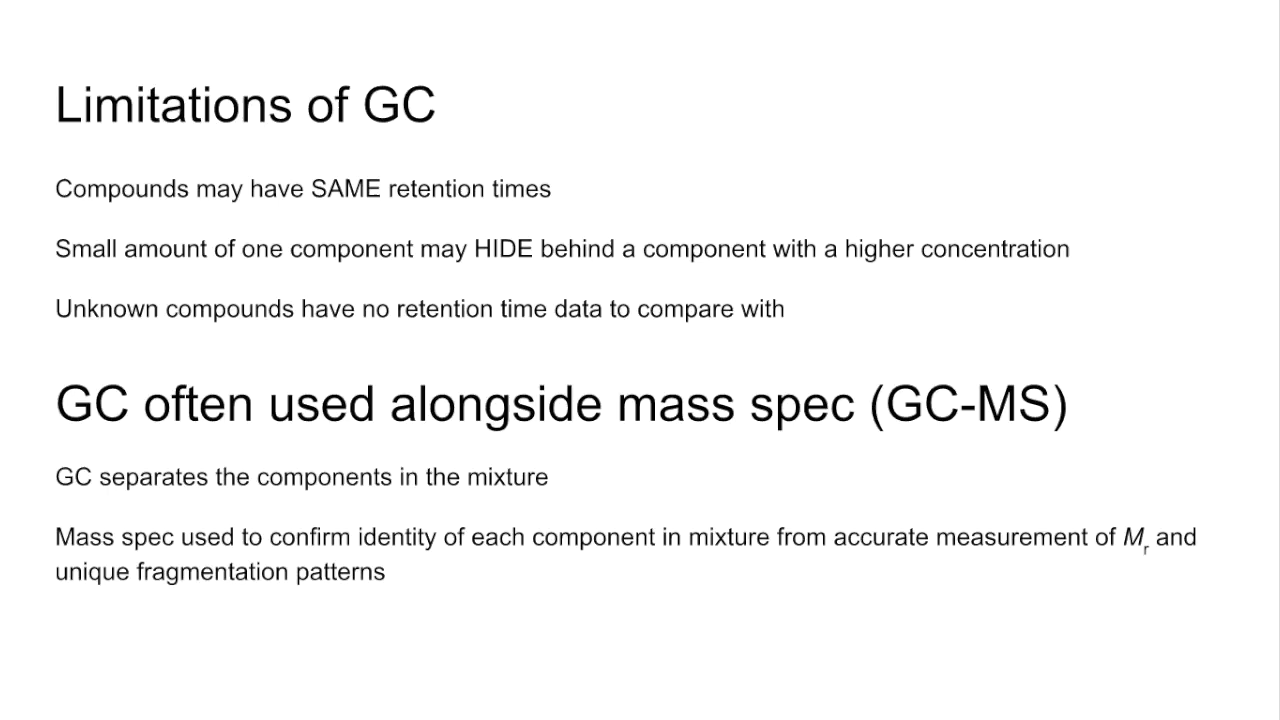 Limitations of GC
Compounds may have SAME retention times
Small amount of one component may HIDE behind a component with a higher concentration
Unknown compounds have no retention time data to compare with
GC often used alongside mass spec (GC-MS)
GC separates the components in the mixture
Mass spec used to confirm identity of each component in mixture from accurate measurement of Mr and
unique fragmentation patterns